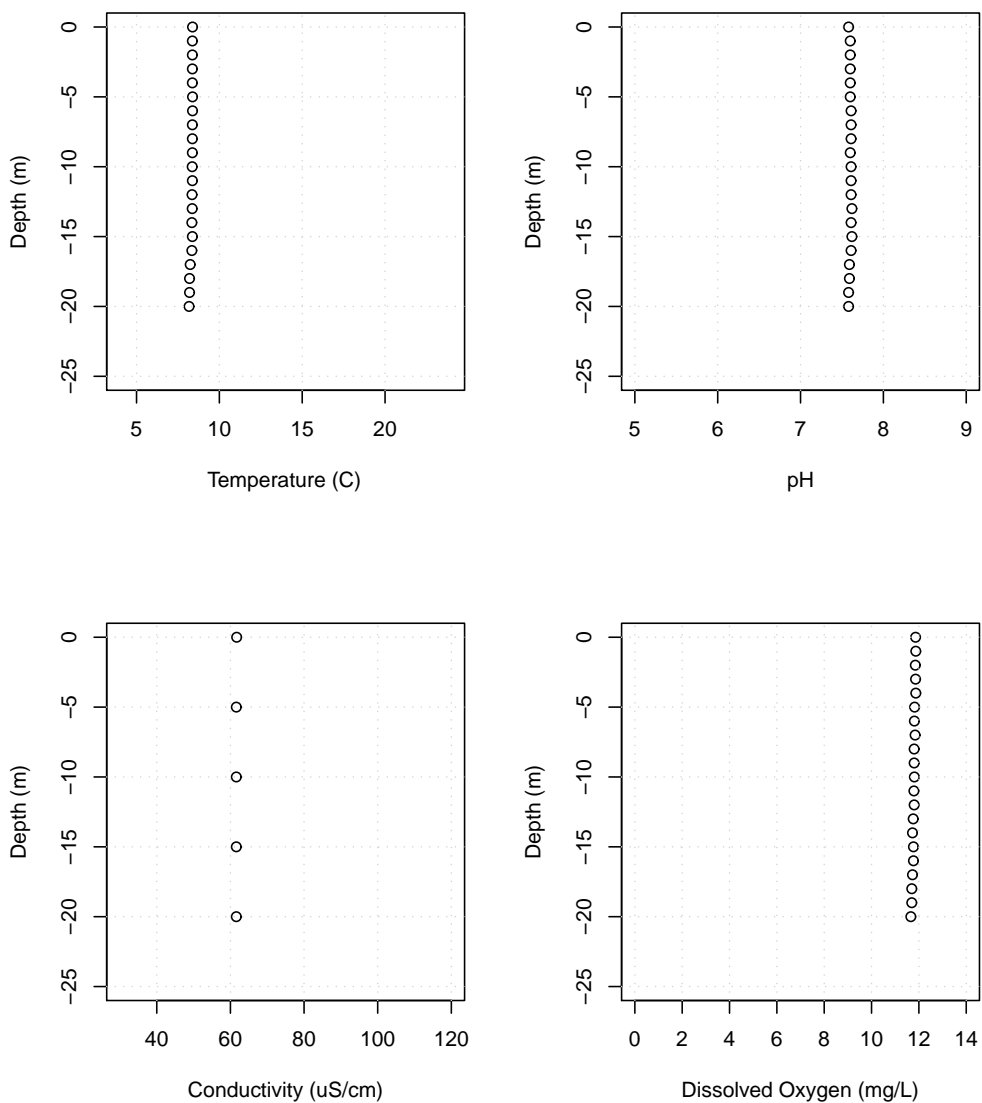 0
−5
−10
−15
−20
−25
Depth (m)
5 10 15 20
Temperature (C)
0
−5
−10
−15
−20
−25
Depth (m)
5 6 7 8 9
pH
0
−5
−10
−15
−20
−25
Depth (m)
40 60 80 100 120
Conductivity (uS/cm)
0
−5
−10
−15
−20
−25
Depth (m)
0 2 4 6 8 10 12 14
Dissolved Oxygen (mg/L)